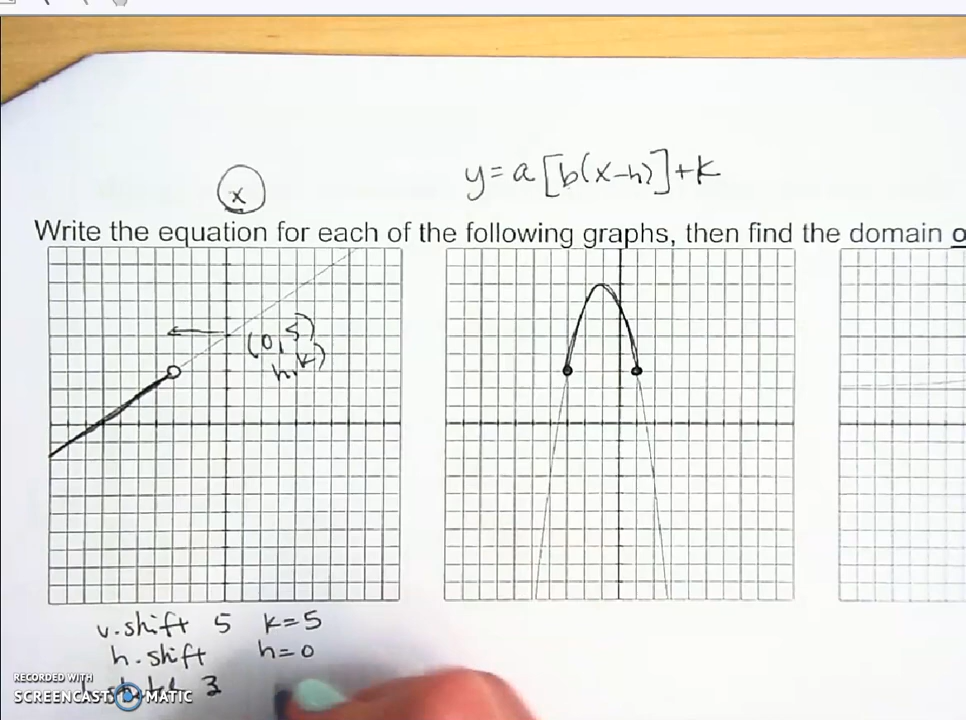 y=a[b(x-h)]+k
x
Write the equation for each of the following graphs, then find the domain
(0,5)
h,k)
v.shift 5 k=5
h.shift h=0
3
RECORDED WITH
SCREENCAST MATIC